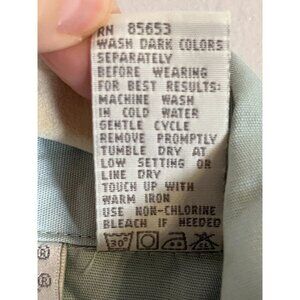 RN 85653
WASH DARK COLORS
SEPARATELY
BEFORE WEARING
FOR BEST RESULTS:
MACHINE WASH
IN COLD WATER
GENTLE CYCLE
REMOVE PROMPTLY
TUMBLE DRY AT
LOW SETTING OR
LINE DRY
TOUCH UP WITH
WARM IRON
USE NON-CHLORINE
BLEACH IF NEEDED
30°
®
®